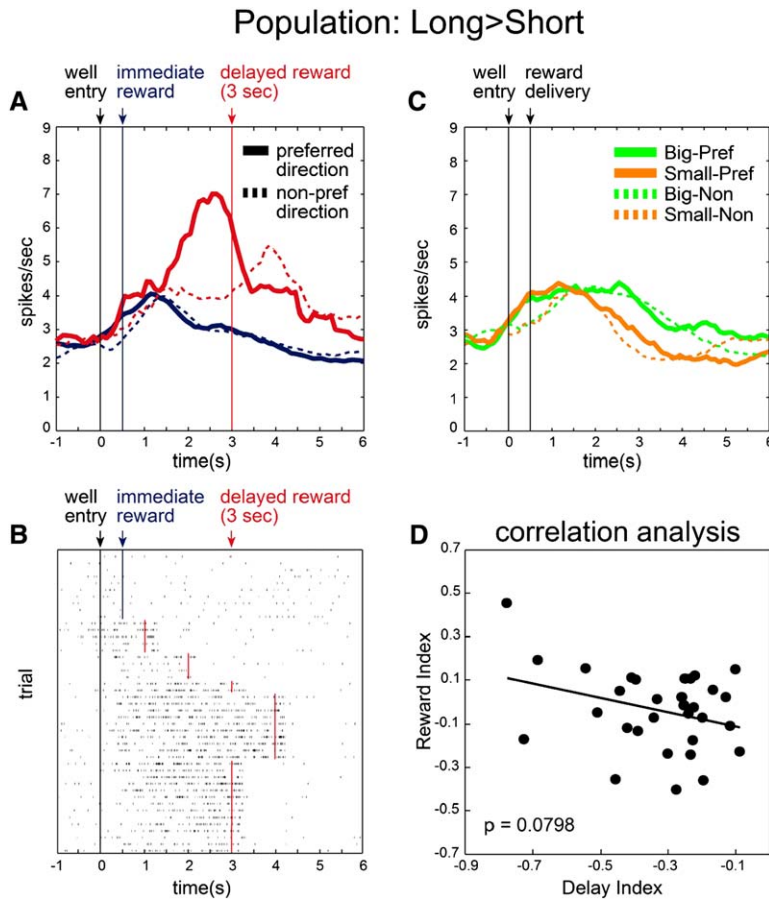 Population: Long>Short
A
well entry
immediate reward
delayed reward (3 sec)
9
8
7
6
5
4
3
2
1
0
spikes/sec
preferred direction
non-pref direction
-1 0 1 2 3 4 5 6
time(s)
C
well entry
reward delivery
9
8
7
6
5
4
3
2
1
0
spikes/sec
Big-Pref
Small-Pref
Big-Non
Small-Non
-1 0 1 2 3 4 5 6
time(s)
B
well entry
immediate reward
delayed reward (3 sec)
trial
-1 0 1 2 3 4 5 6
time(s)
D
correlation analysis
0.7
0.5
0.3
0.1
-0.1
-0.3
-0.5
-0.7
Reward Index
p = 0.0798
-0.9 -0.7 -0.5 -0.3 -0.1
Delay Index